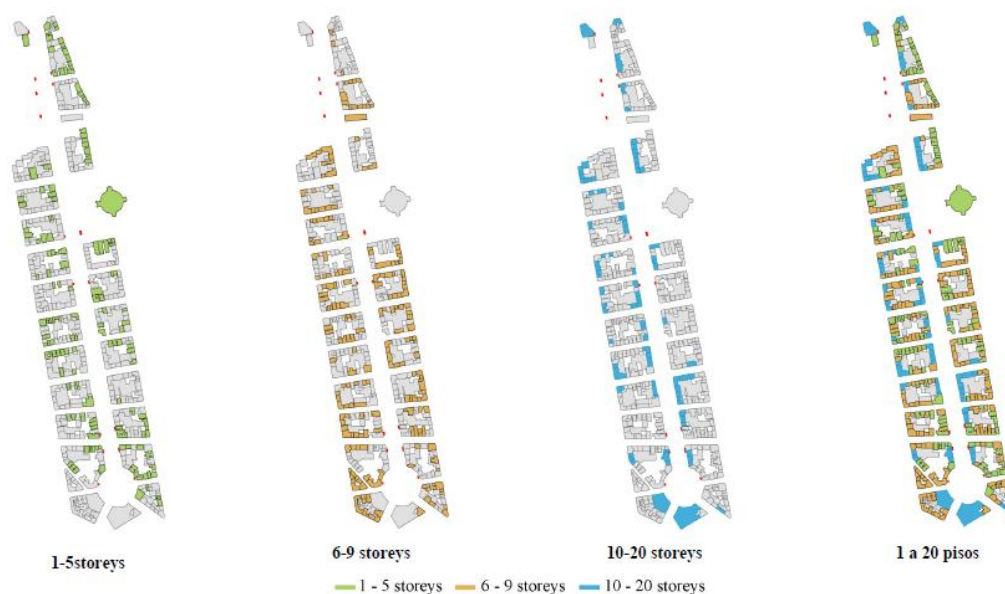 1-5storeys
6-9 storeys
10-20 storeys
1 a 20 pisos
1 - 5 storeys
6 - 9 storeys
10 - 20 storeys